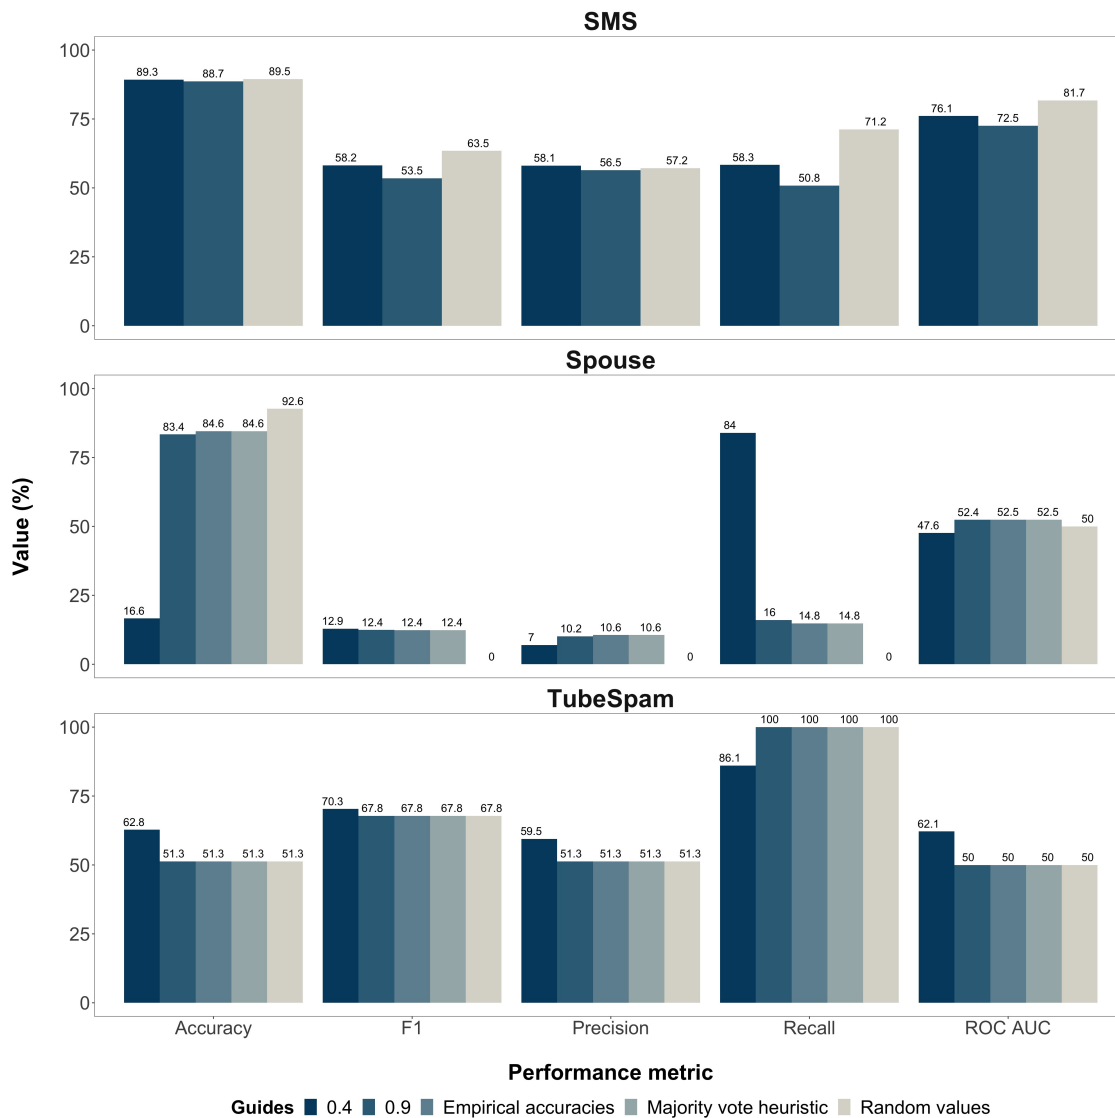 SMS
100
75
50
25
0
89.3 88.7 89.5
58.2 53.5 63.5
58.1 56.5 57.2
58.3 50.8 71.2
76.1 72.5 81.7
Spouse
100
75
50
25
0
16.6 83.4 84.6 84.6 92.6
12.9 12.4 12.4 12.4 0
7 10.2 10.6 10.6 0
84 16 14.8 14.8 0
47.6 52.4 52.5 52.5 50
Value (%)
TubeSpam
100
75
50
25
0
62.8 51.3 51.3 51.3 51.3
70.3 67.8 67.8 67.8 67.8
59.5 51.3 51.3 51.3 51.3
86.1 100 100 100 100
62.1 50 50 50 50
Accuracy F1 Precision Recall ROC AUC
Performance metric
Guides 0.4 0.9 Empirical accuracies Majority vote heuristic Random values